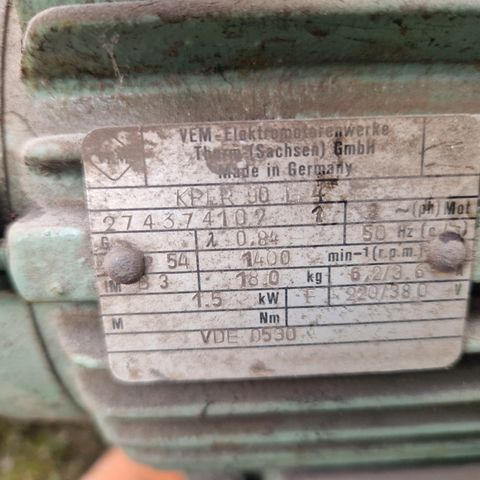 VEM-Elektromotorenwerke
Thurm (Sachsen) GmbH
Made in Germany
KPER 90 L 4
274374102 ~(ph) Mot
λ 0,84 50 Hz (c/s)
54 1400 min-1(r.p.m.)
IM B 3 18,0 kg 6,2/3,6 A
1,5 kW 220/380 V
M Nm
VDE 0530